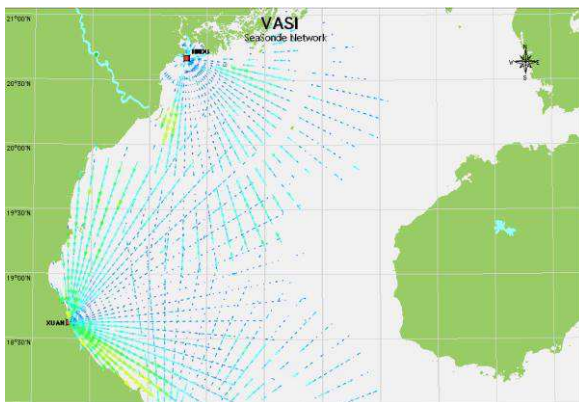 VASI
SeaSonde Network
21°00'N
20°30'N
20°00'N
19°30'N
19°00'N
18°30'N
XUAN
N
W E
S